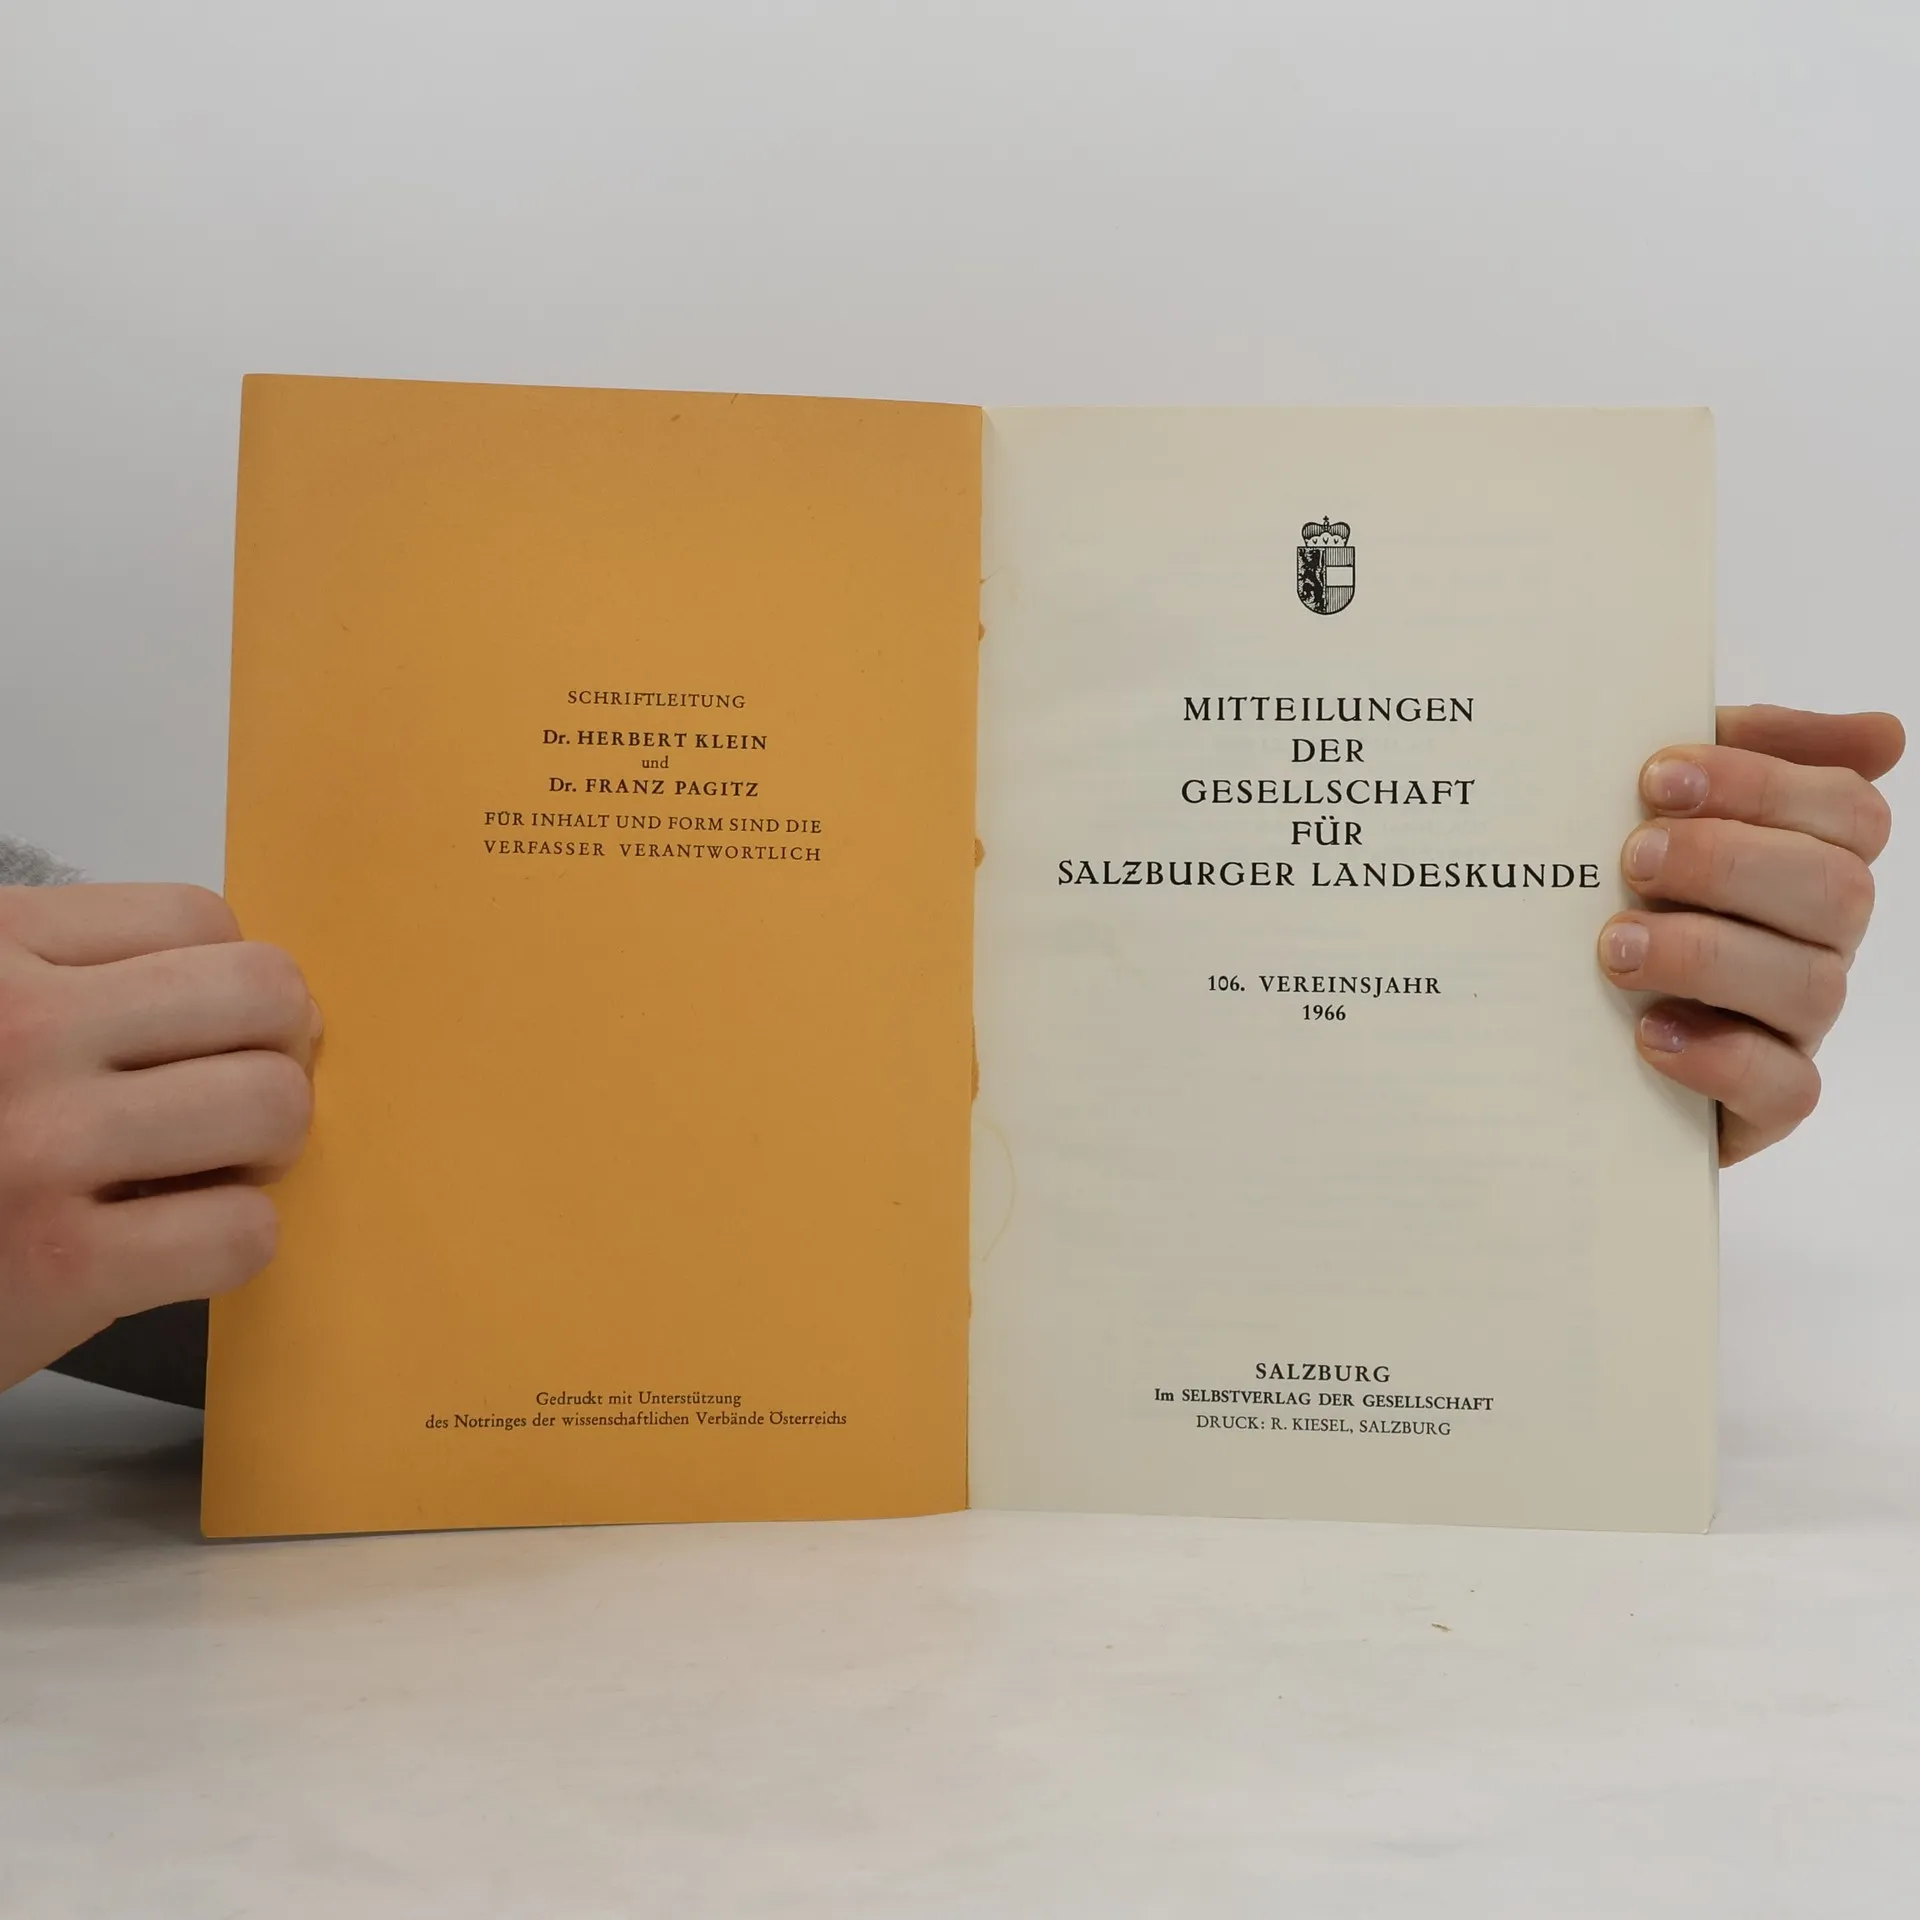 SCHRIFTLEITUNG
Dr. HERBERT KLEIN
und
Dr. FRANZ PAGITZ
FÜR INHALT UND FORM SIND DIE
VERFASSER VERANTWORTLICH
Gedruckt mit Unterstützung
des Notringes der wissenschaftlichen Verbände Österreichs
MITTEILUNGEN
DER
GESELLSCHAFT
FÜR
SALZBURGER LANDESKUNDE
106. VEREINSJAHR
1966
SALZBURG
Im SELBSTVERLAG DER GESELLSCHAFT
DRUCK: R. KIESEL, SALZBURG